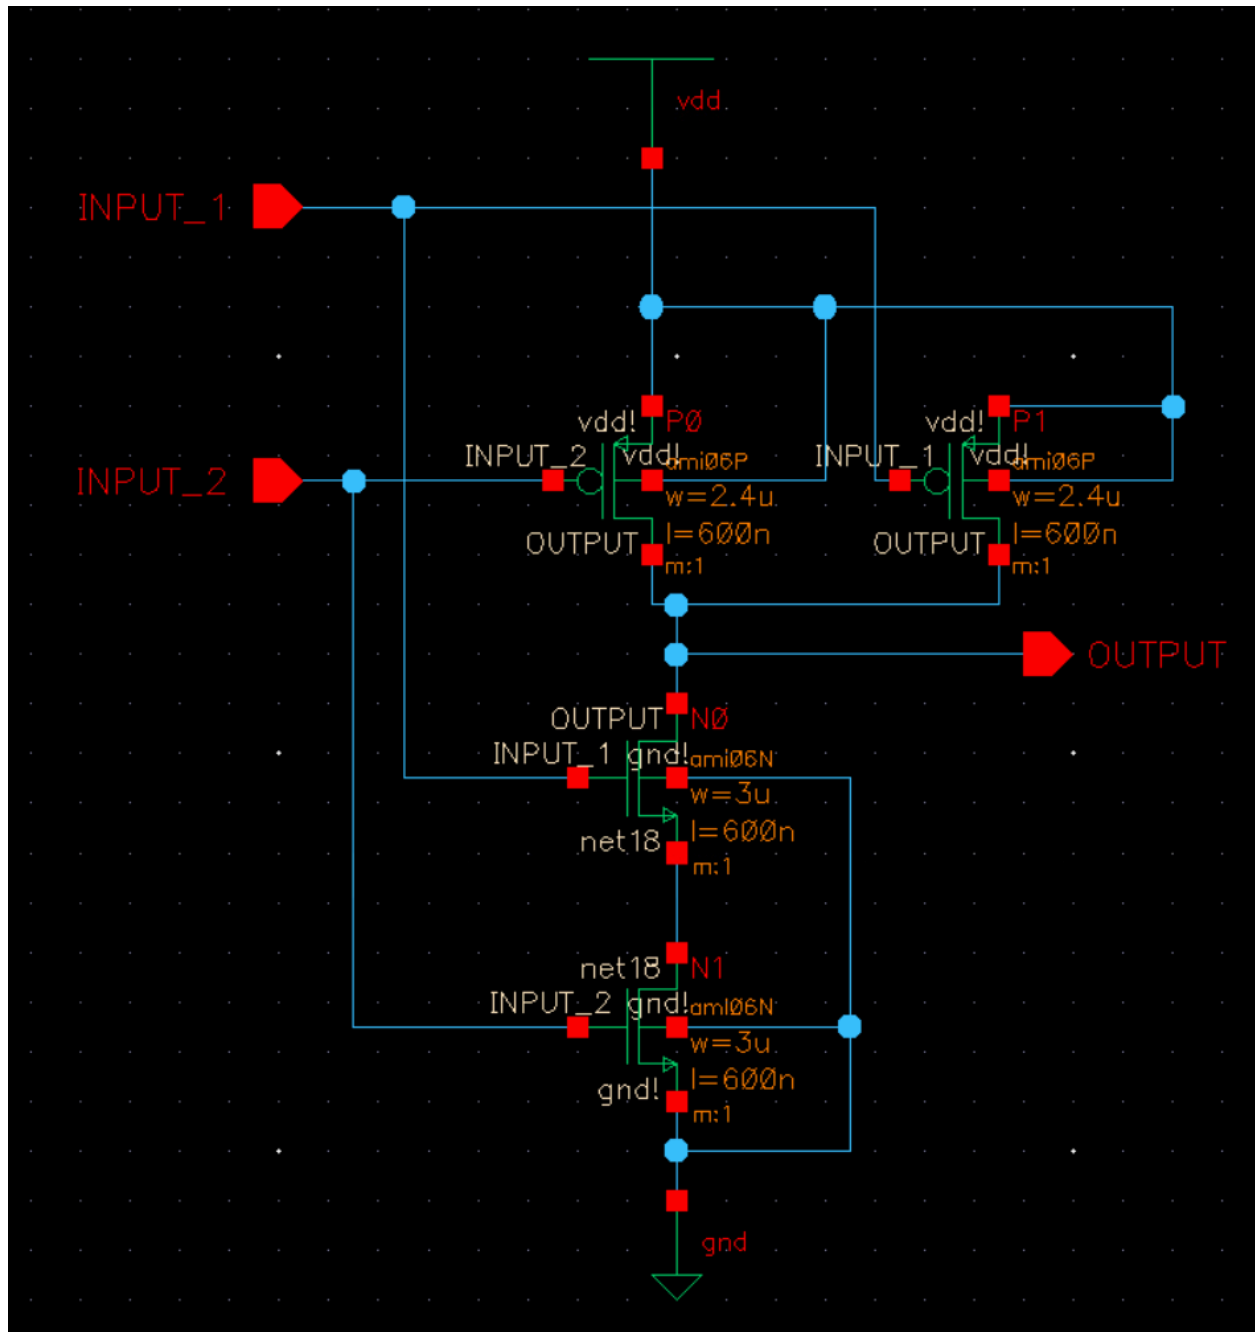 vdd
INPUT_1
vdd! P0
INPUT_2 vdd! ami06P
w=2.4u
OUTPUT l=600n
m:1
vdd! P1
INPUT_1 vdd! ami06P
w=2.4u
OUTPUT l=600n
m:1
INPUT_2
OUTPUT
OUTPUT N0
INPUT_1 gnd! ami06N
w=3u
net18 l=600n
m:1
net18 N1
INPUT_2 gnd! ami06N
w=3u
gnd! l=600n
m:1
gnd